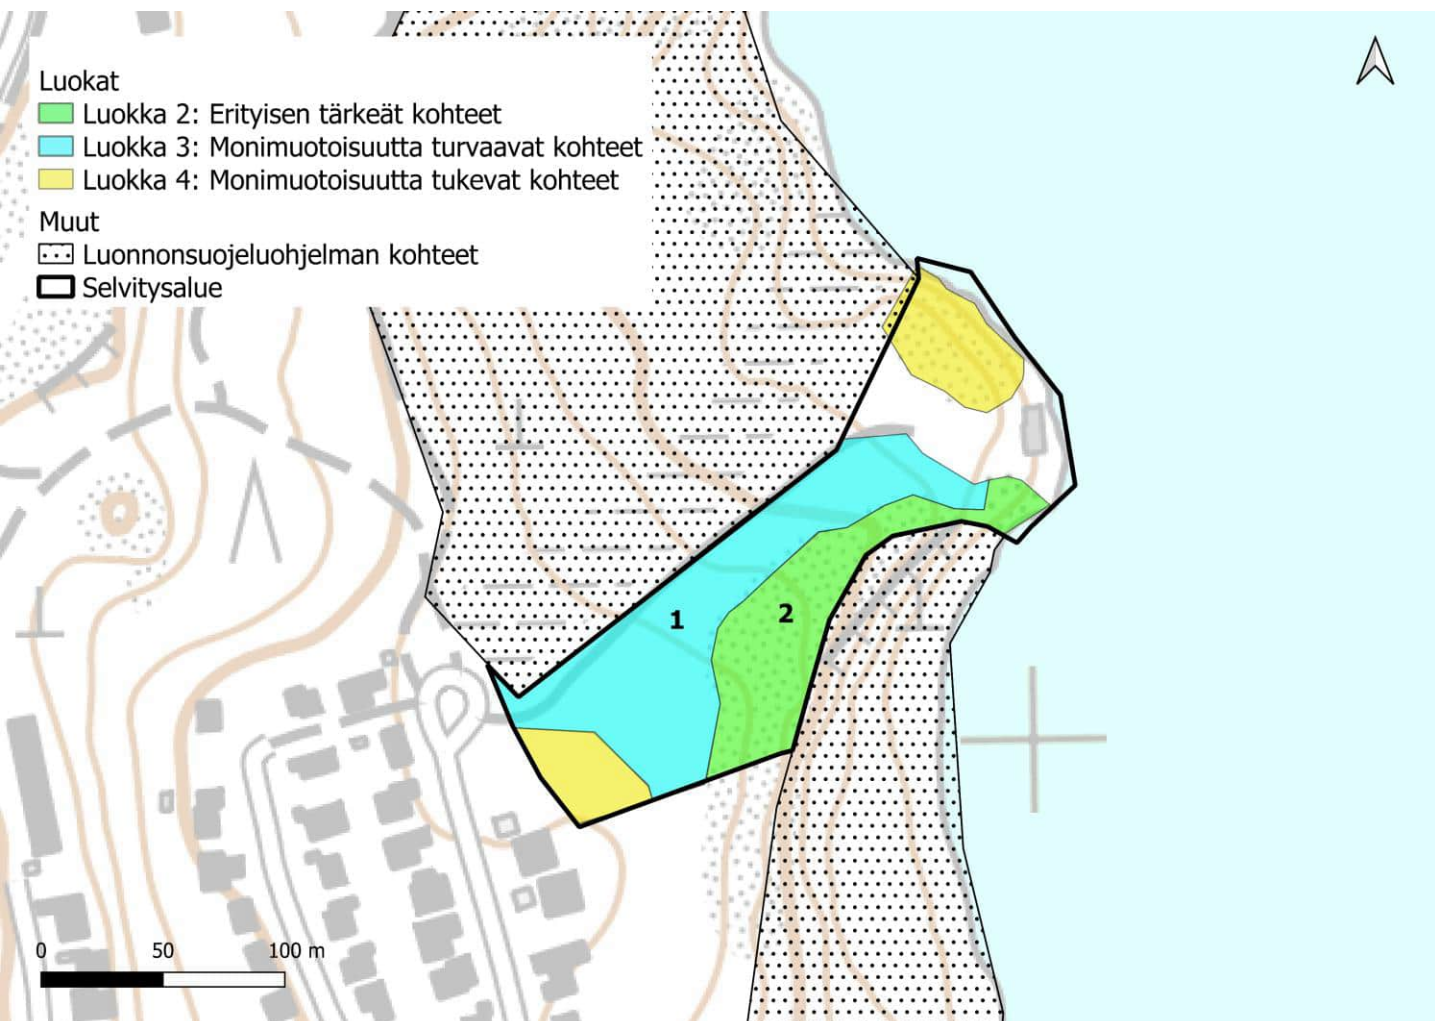 Luokat
Luokka 2: Erityisen tärkeät kohteet
Luokka 3: Monimuotoisuutta turvaavat kohteet
Luokka 4: Monimuotoisuutta tukevat kohteet
Muut
Luonnonsuojeluohjelman kohteet
Selvitysalue
1
2
0 50 100 m